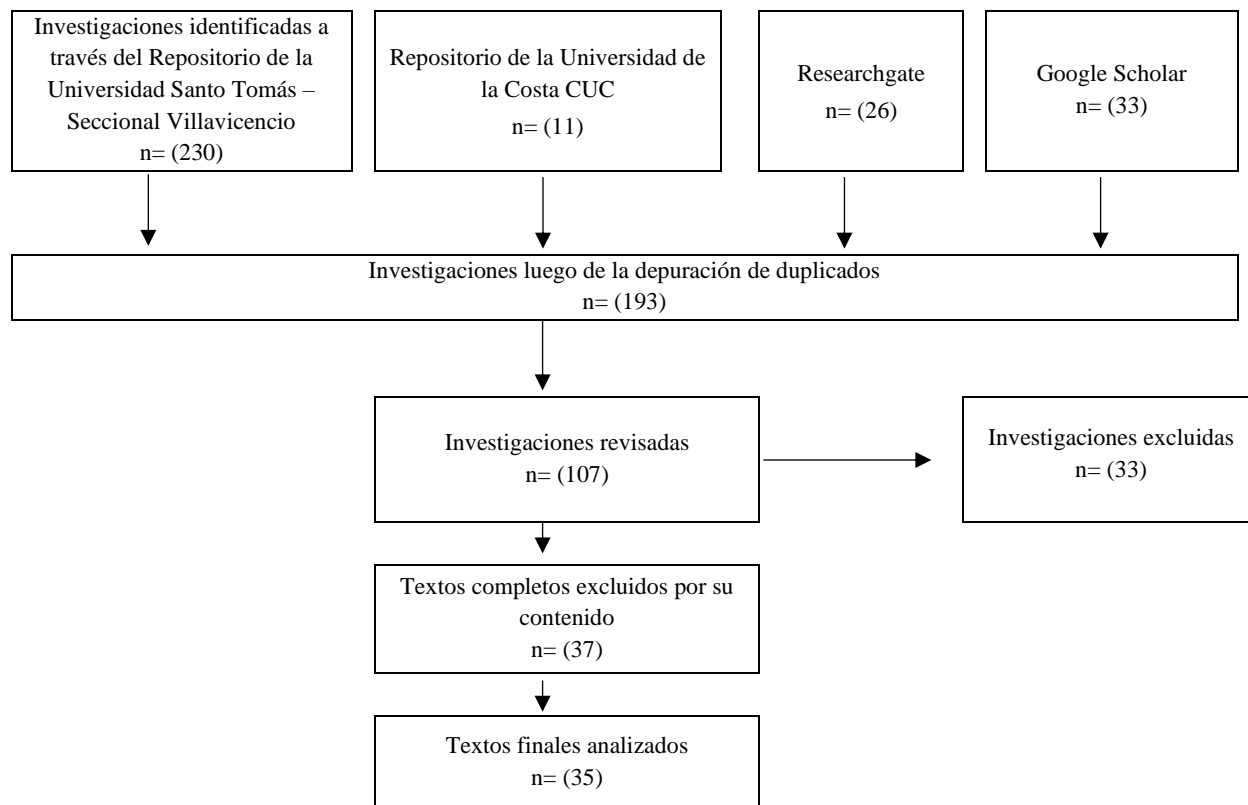 Investigaciones identificadas a
través del Repositorio de la
Universidad Santo Tomás –
Seccional Villavicencio
n= (230)
Repositorio de la Universidad de
la Costa CUC
n= (11)
Researchgate
n= (26)
Google Scholar
n= (33)
Investigaciones luego de la depuración de duplicados
n= (193)
Investigaciones revisadas
n= (107)
Investigaciones excluidas
n= (33)
Textos completos excluidos por su
contenido
n= (37)
Textos finales analizados
n= (35)